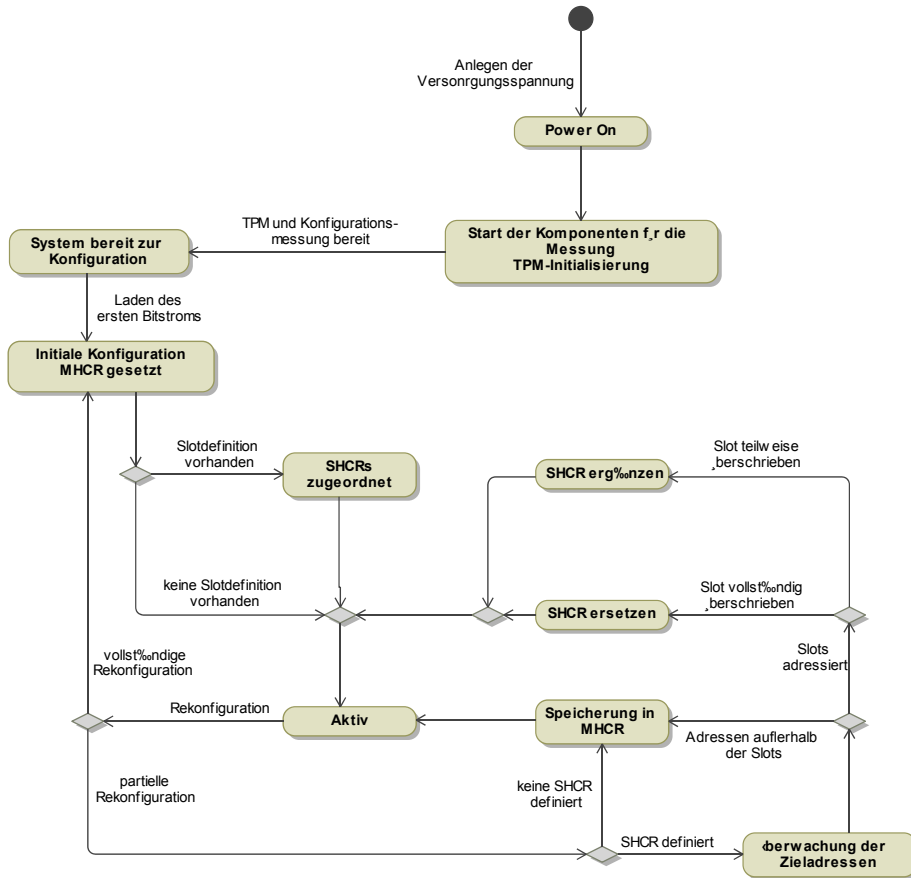 Anlegen der
Versonrgungsspannung
Power On
TPM und Konfigurations-
messung bereit
Start der Komponenten f¸r die
Messung
TPM-Initialisierung
System bereit zur
Konfiguration
Laden des
ersten Bitstroms
Initiale Konfiguration
MHCR gesetzt
Slotdefinition
vorhanden
SHCRs
zugeordnet
SHCR erg‰nzen
Slot teilweise
¸berschrieben
keine Slotdefinition
vorhanden
SHCR ersetzen
Slot vollst‰ndig
¸berschrieben
Slots
adressiert
vollst‰ndige
Rekonfiguration
Rekonfiguration
Aktiv
Speicherung in
MHCR
Adressen auflerhalb
der Slots
partielle
Rekonfiguration
keine SHCR
definiert
SHCR definiert
‹berwachung der
Zieladressen